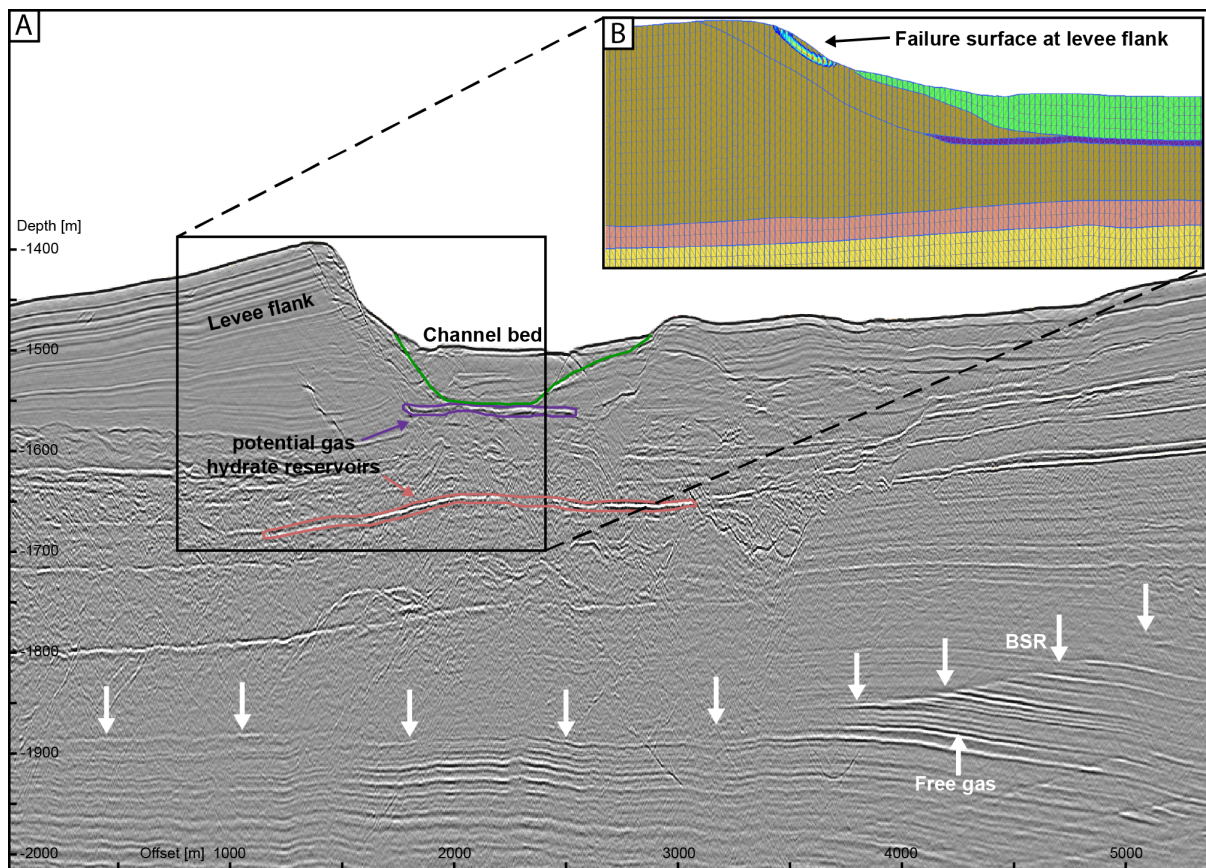 A
B
Failure surface at levee flank
Depth [m]
-1400
Levee flank
Channel bed
-1500
potential gas
hydrate reservoirs
-1600
-1700
BSR
-1800
-1900
Free gas
-2000
Offset [m] 1000
2000
3000
4000
5000